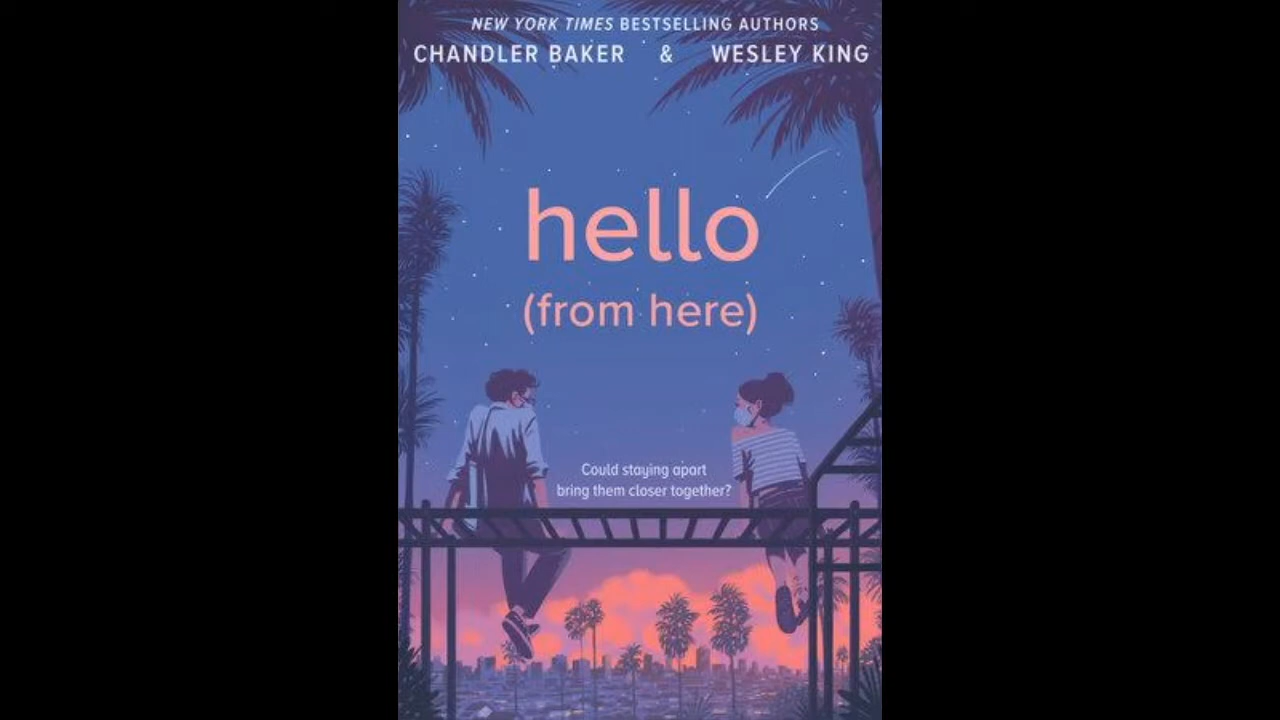 NEW YORK TIMES BESTSELLING AUTHORS
CHANDLER BAKER & WESLEY KING
hello
(from here)
Could staying apart
bring them closer together?